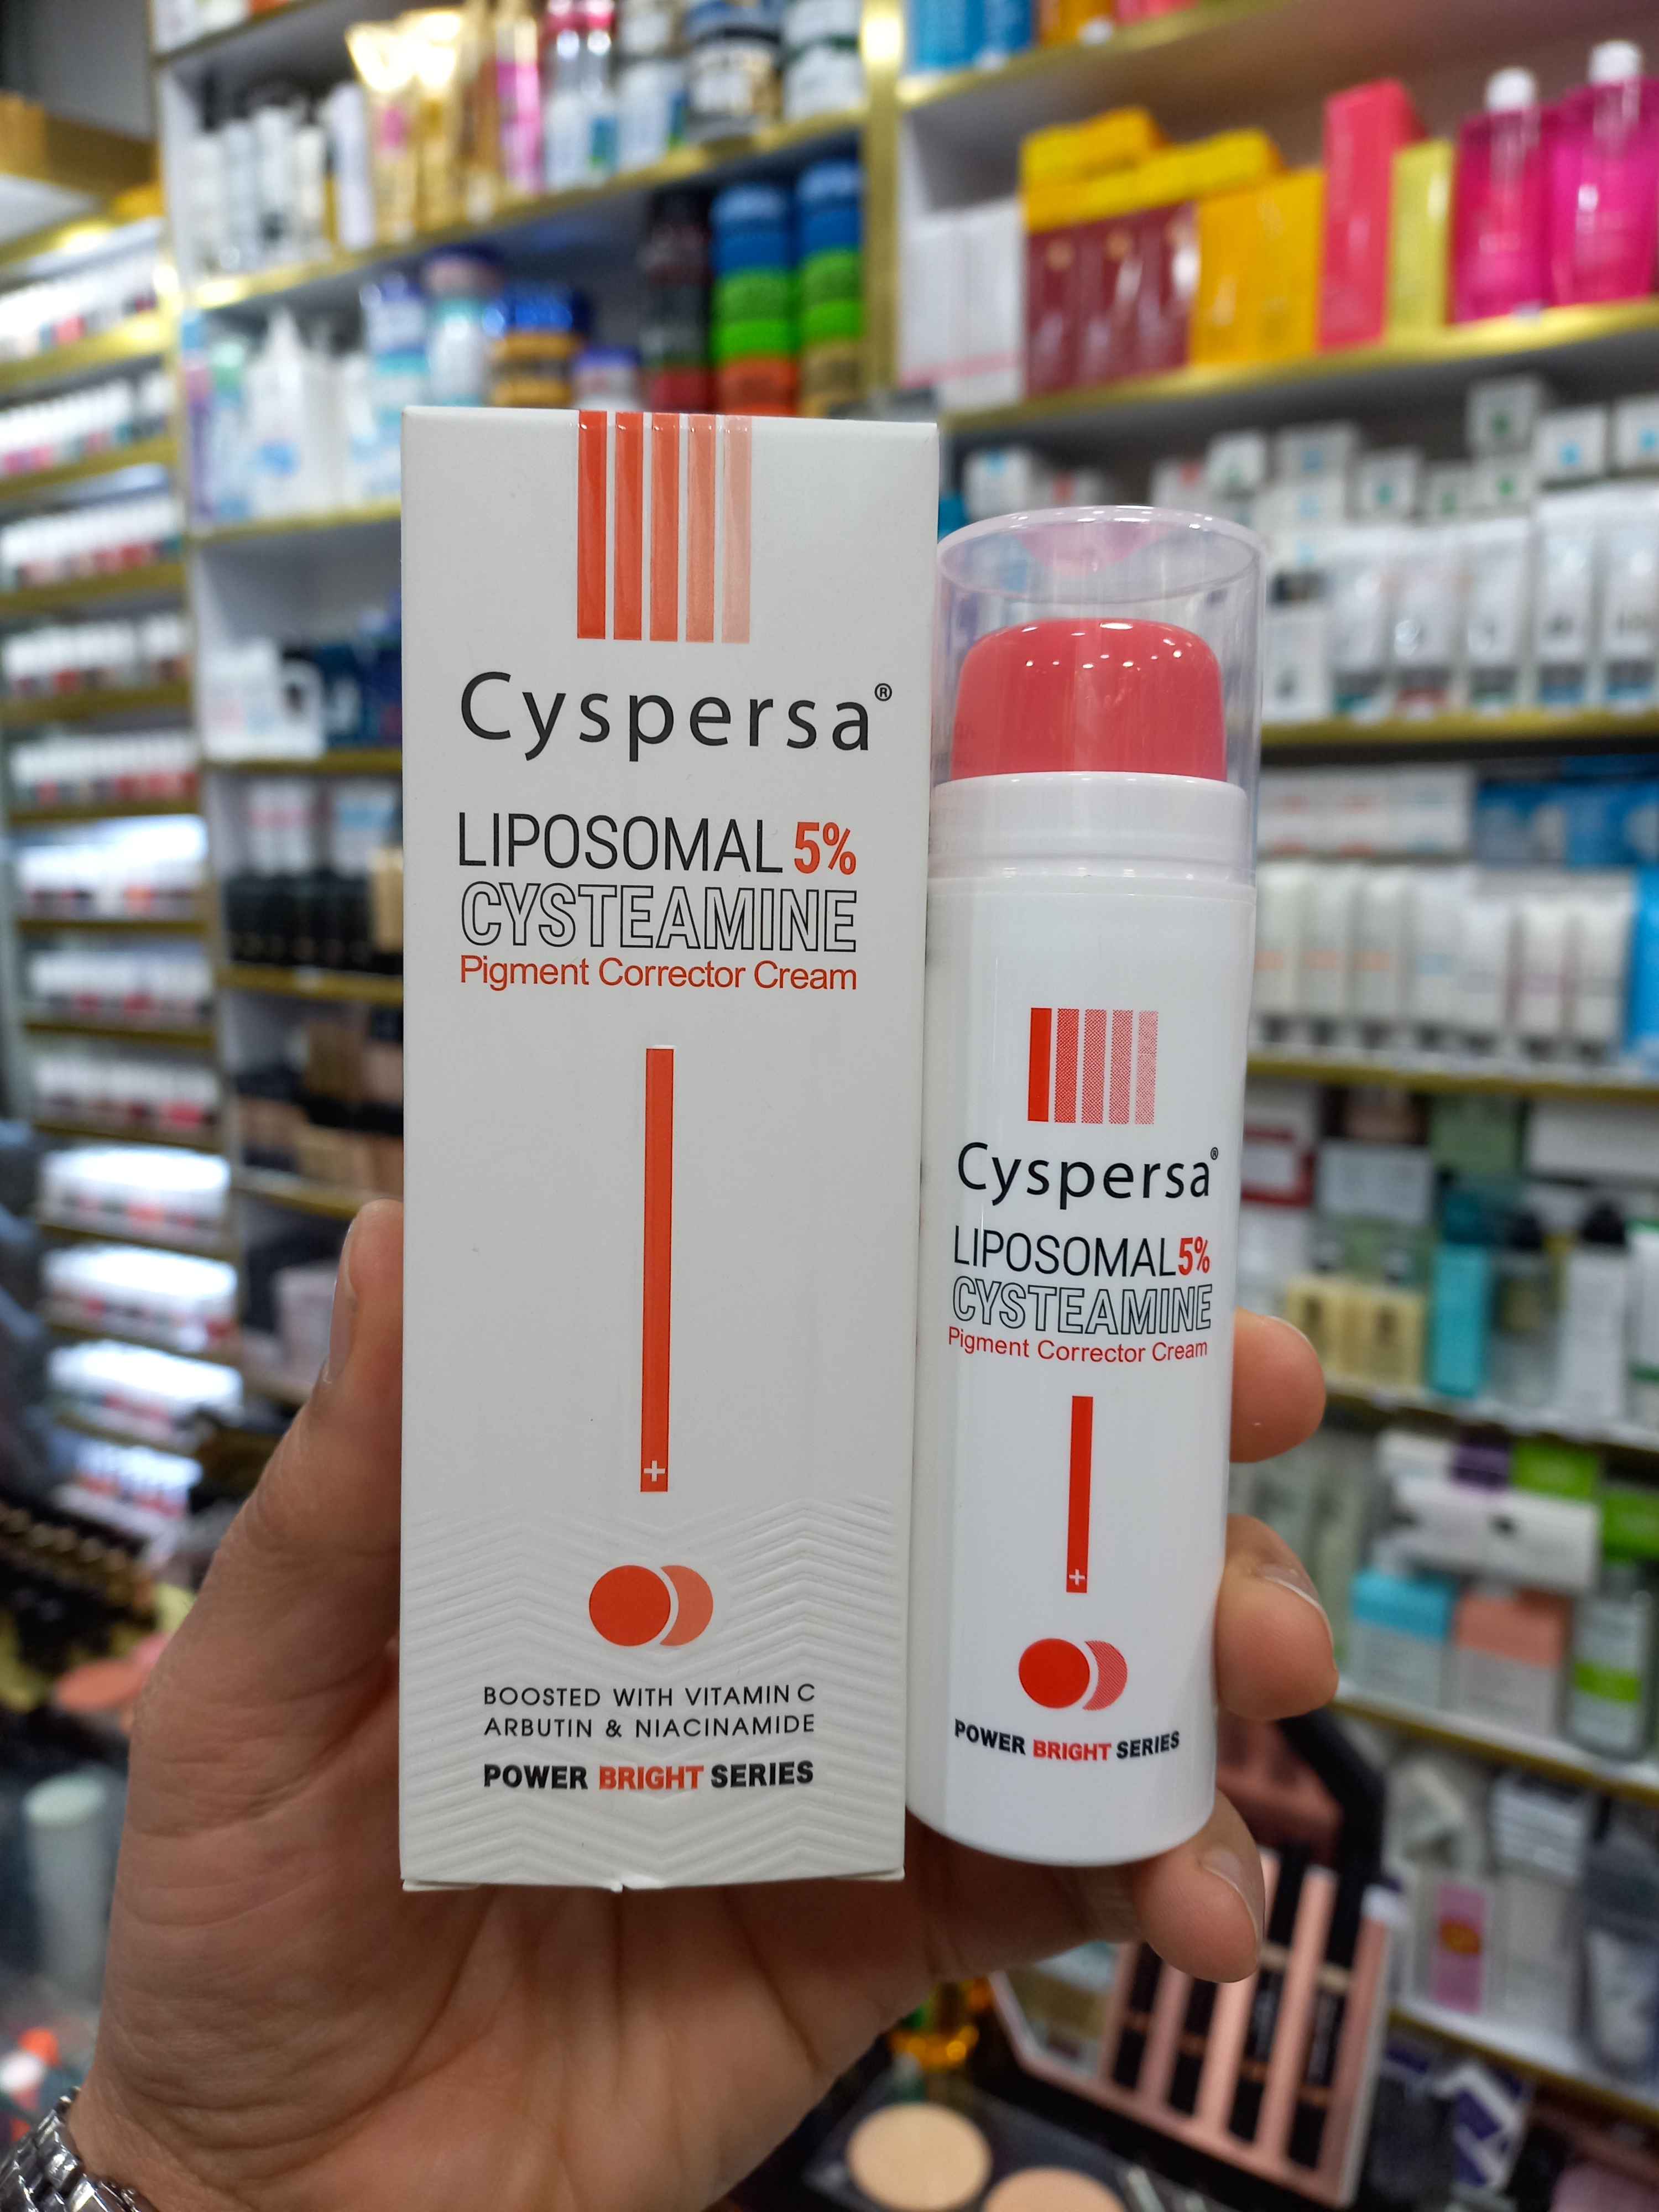 Cyspersa®
LIPOSOMAL 5%
CYSTEAMINE
Pigment Corrector Cream
+
BOOSTED WITH VITAMIN C
ARBUTIN & NIACINAMIDE
POWER BRIGHT SERIES
Cyspersa®
LIPOSOMAL 5%
CYSTEAMINE
Pigment Corrector Cream
+
POWER BRIGHT SERIES